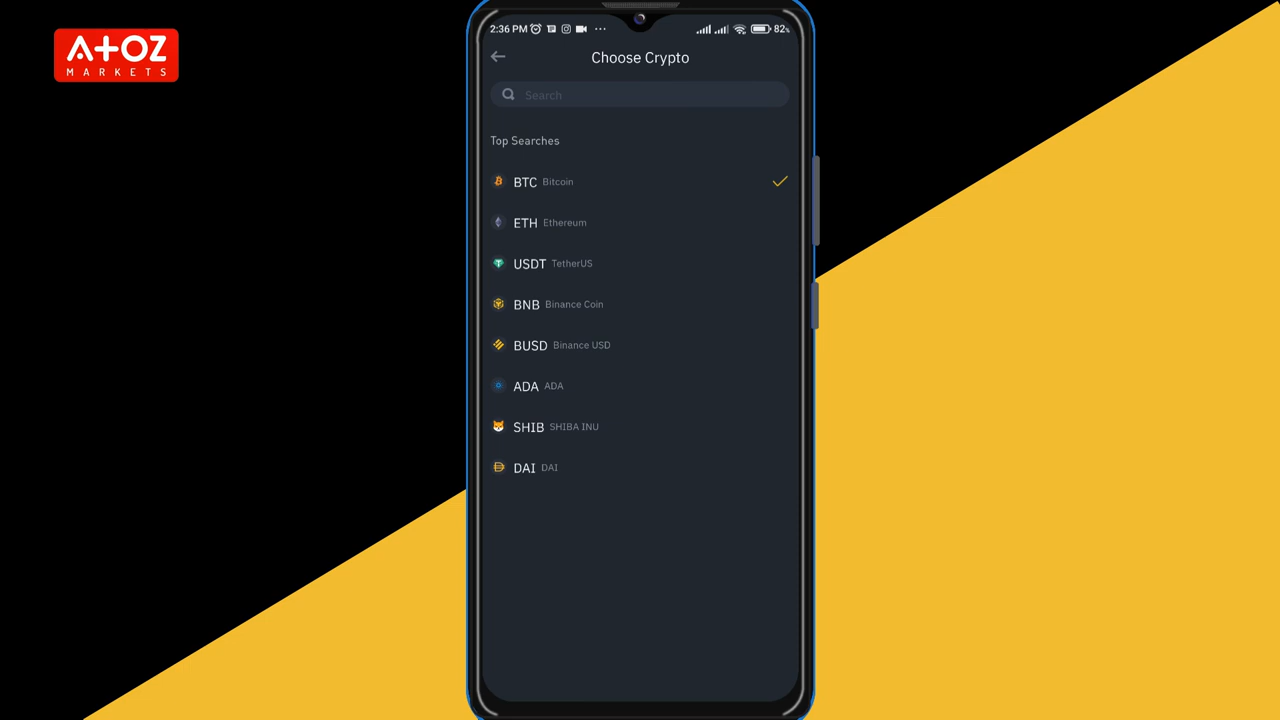 A+OZ
MARKETS
2:36 PM
82%
Choose Crypto
Search
Top Searches
BTC Bitcoin
ETH Ethereum
USDT TetherUS
BNB Binance Coin
BUSD Binance USD
ADA ADA
SHIB SHIBA INU
DAI DAI